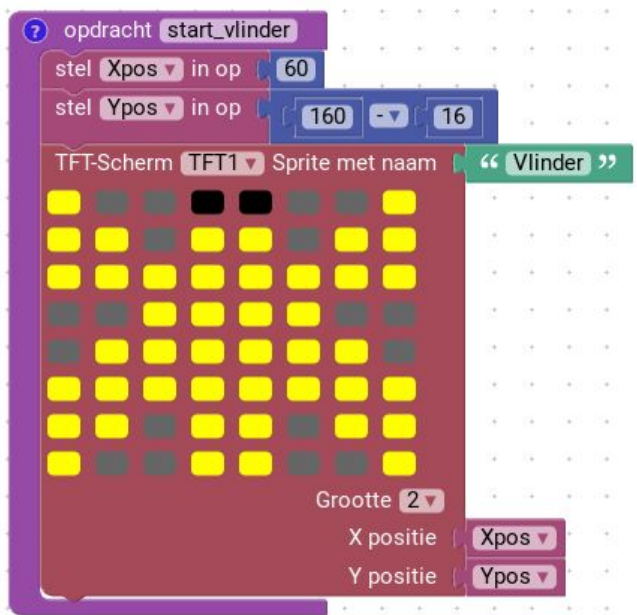 ? opdracht start_vlinder
stel Xpos ▾ in op 60
stel Ypos ▾ in op 160 - ▾ 16
TFT-Scherm TFT1 ▾ Sprite met naam “ Vlinder ”
Grootte 2 ▾
X positie Xpos ▾
Y positie Ypos ▾